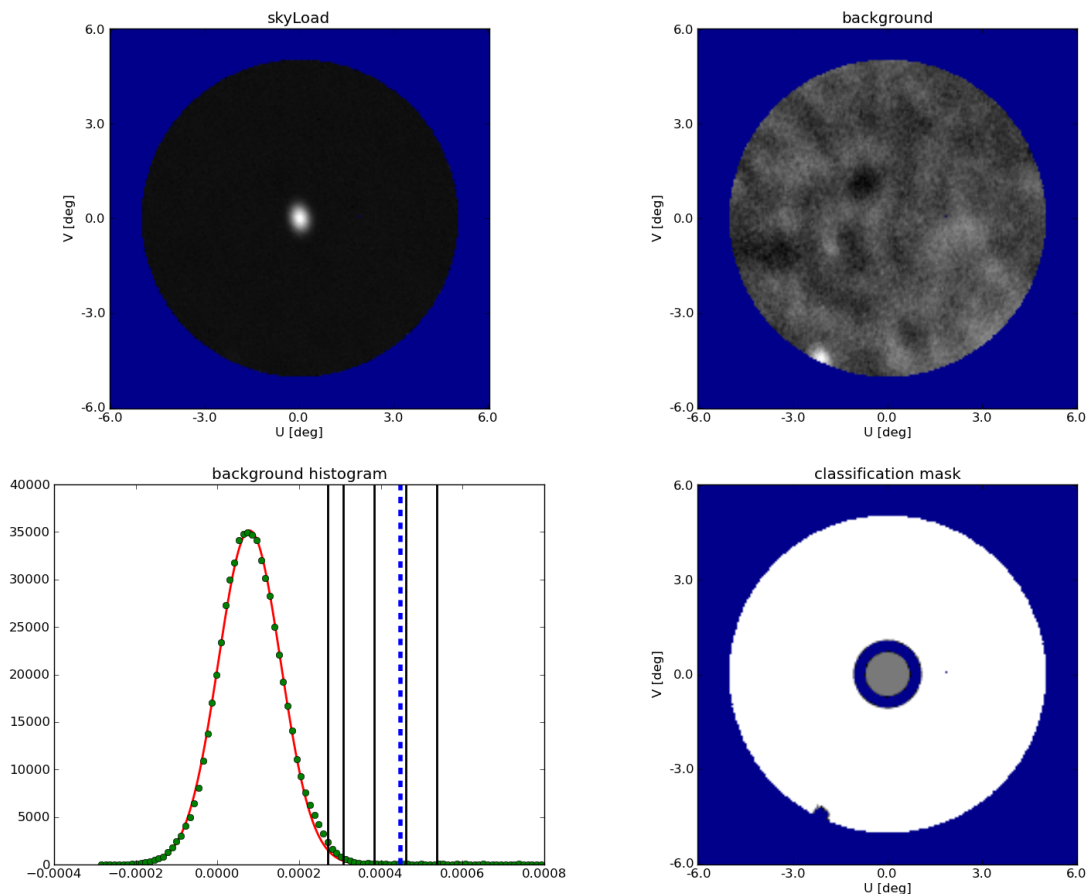 skyLoad
6.0
3.0
0.0
-3.0
-6.0
V [deg]
-6.0 -3.0 0.0 3.0 6.0
U [deg]
background
6.0
3.0
0.0
-3.0
-6.0
V [deg]
-6.0 -3.0 0.0 3.0 6.0
U [deg]
background histogram
40000
35000
30000
25000
20000
15000
10000
5000
0
−0.0004 −0.0002 0.0000 0.0002 0.0004 0.0006 0.0008
classification mask
6.0
3.0
0.0
-3.0
-6.0
V [deg]
-6.0 -3.0 0.0 3.0 6.0
U [deg]